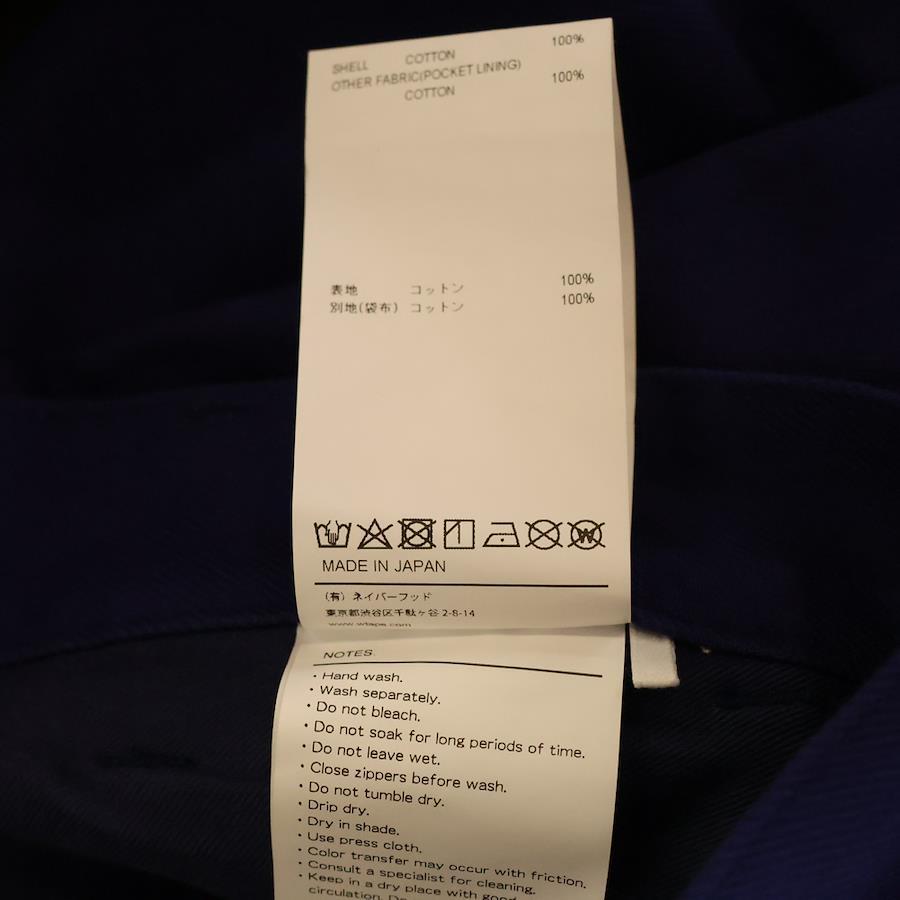 SHELL COTTON 100%
OTHER FABRIC(POCKET LINING)
COTTON 100%
表地 コットン 100%
別地(袋布) コットン 100%
W
MADE IN JAPAN
(有) ネイバーフッド
東京都渋谷区千駄ヶ谷2-8-14
www.wtaps.com
NOTES.
・Hand wash.
・Wash separately.
・Do not bleach.
・Do not soak for long periods of time.
・Do not leave wet.
・Close zippers before wash.
・Do not tumble dry.
・Drip dry.
・Dry in shade.
・Use press cloth.
・Color transfer may occur with friction.
・Consult a specialist for cleaning.
・Keep in a dry place with good
circulation.